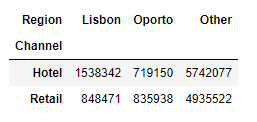 Region Lisbon Oporto Other
Channel
Hotel 1538342 719150 5742077
Retail 848471 835938 4935522